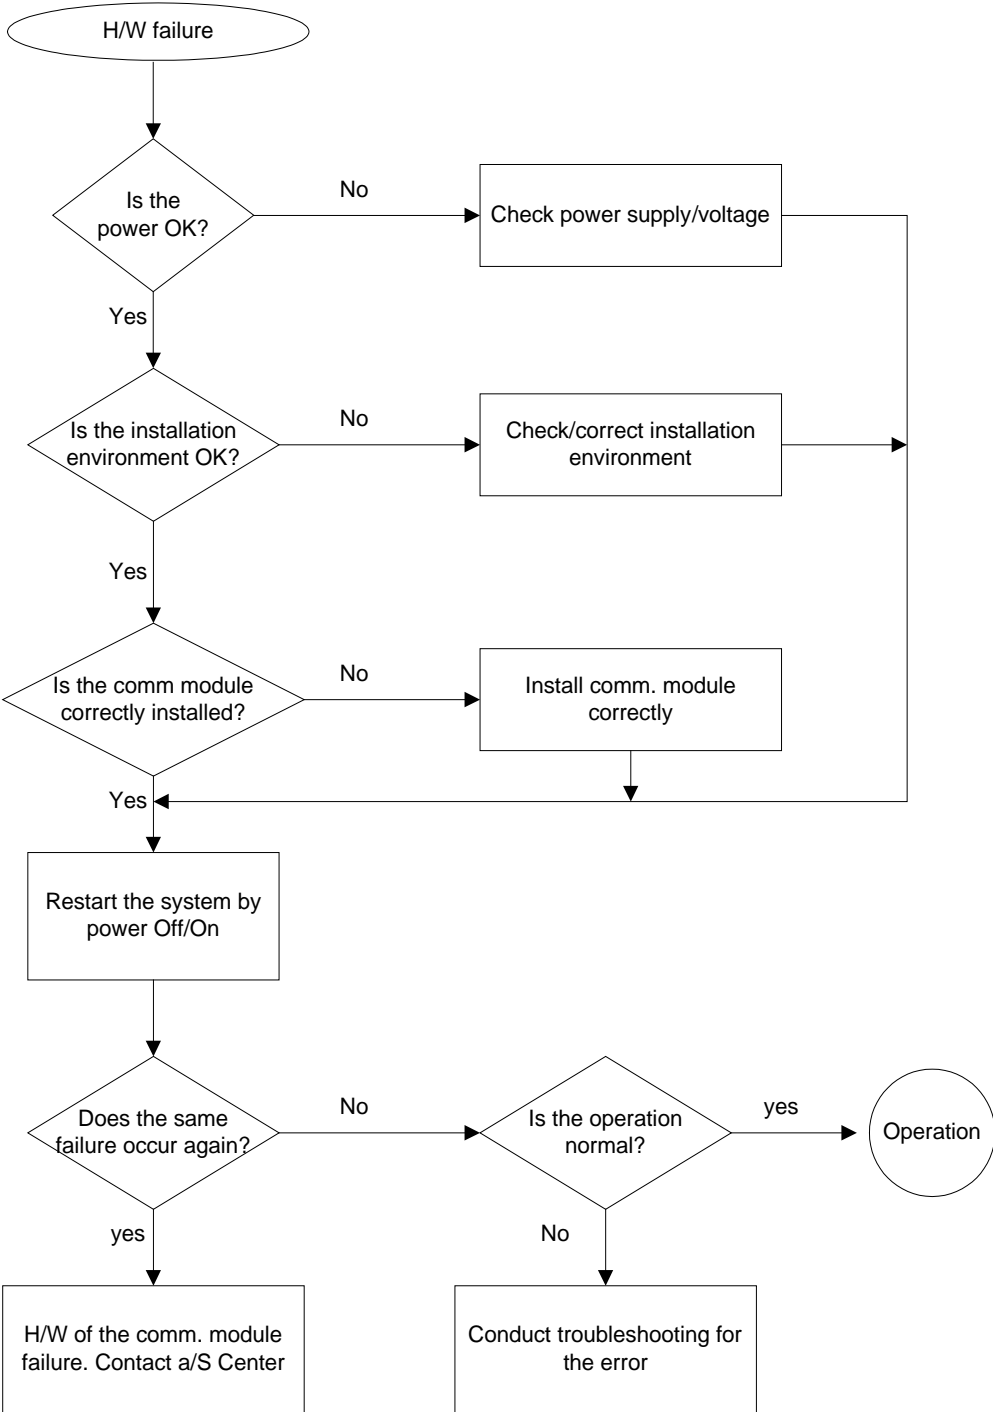 H/W failure
Is the
power OK?
No
Check power supply/voltage
Yes
Is the installation
environment OK?
No
Check/correct installation
environment
Yes
Is the comm module
correctly installed?
No
Install comm. module
correctly
Yes
Restart the system by
power Off/On
Does the same
failure occur again?
No
Is the operation
normal?
yes
Operation
yes
No
H/W of the comm. module
failure. Contact a/S Center
Conduct troubleshooting for
the error